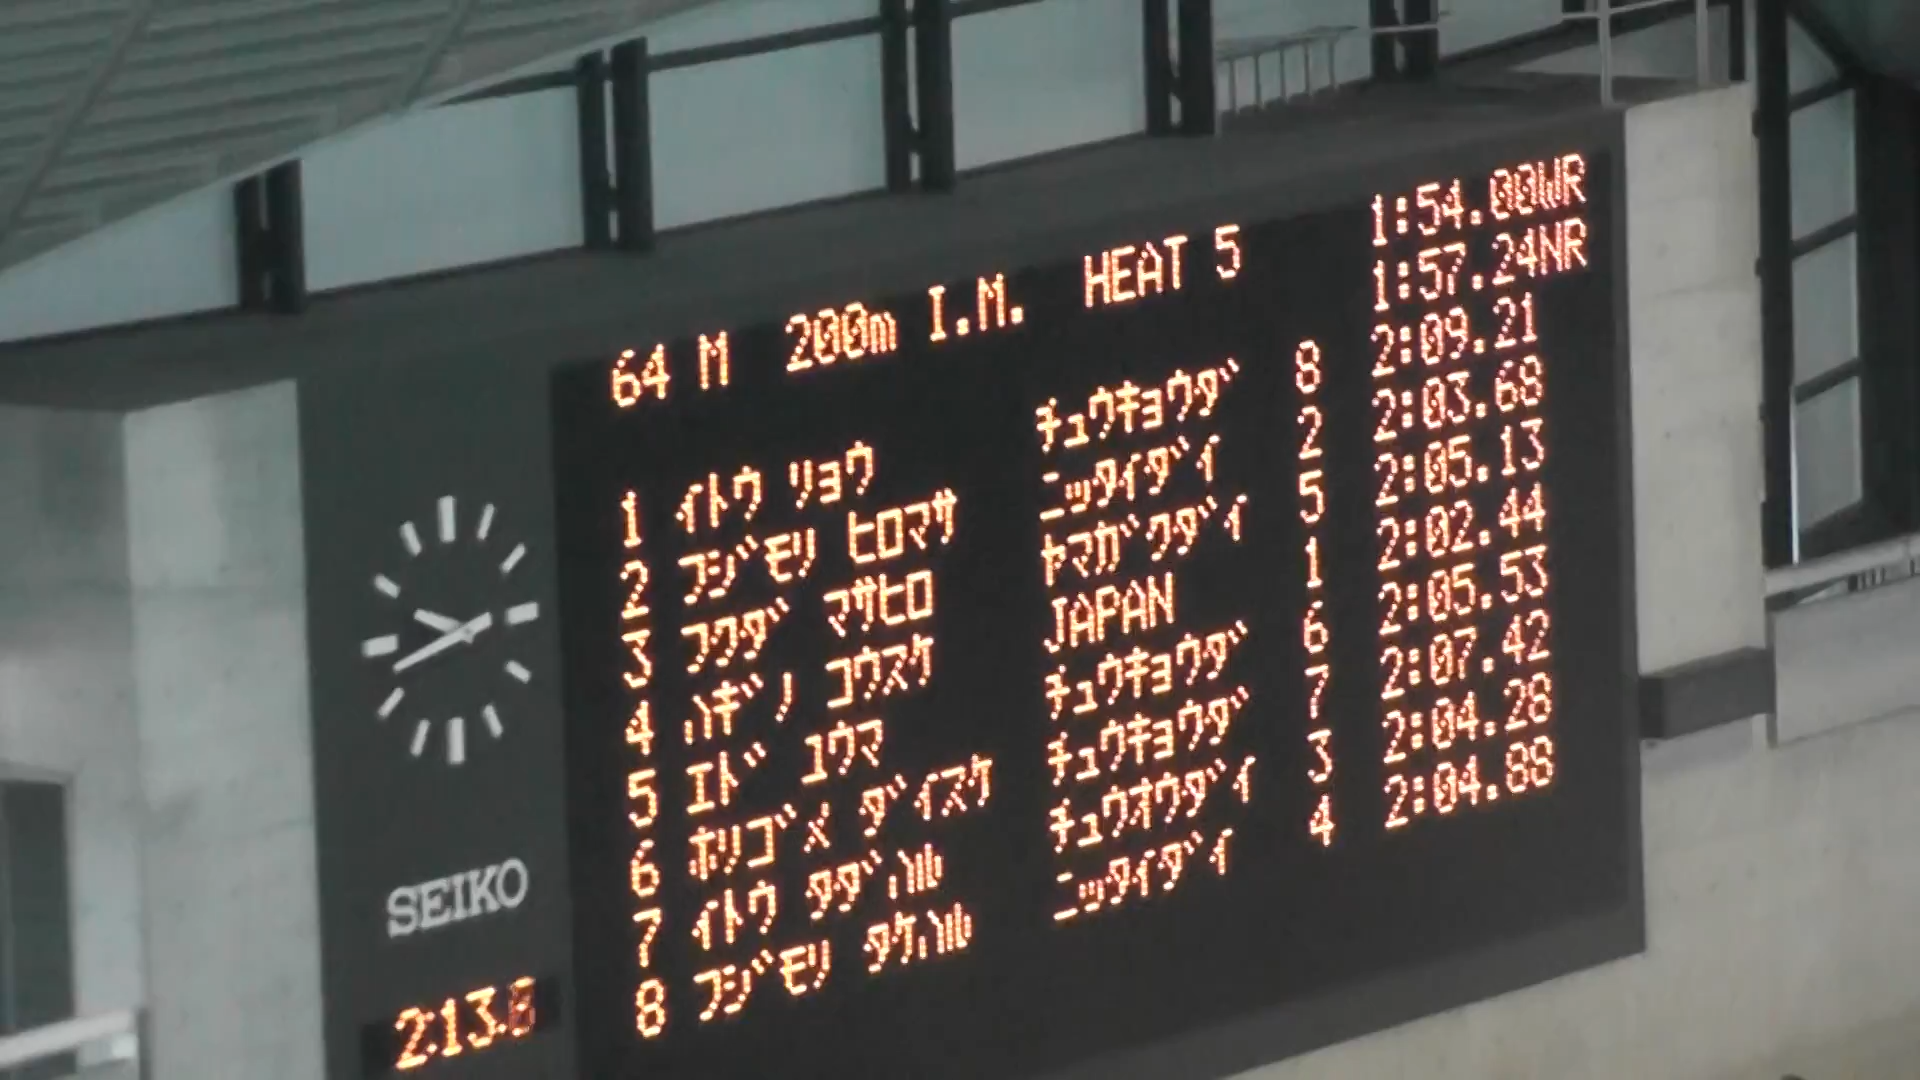 1:54.00WR
64 M 200m I.M. HEAT 5 1:57.24NR
1 イトウ リョウ チュウキョウダ 8 2:09.21
2 フジモリ ヒロマサ ニッタイダイ 2 2:03.68
3 フクダ マサヒロ ヤマガクダイ 5 2:05.13
4 ハギノ コウスケ JAPAN 1 2:02.44
5 エド ユウマ チュウキョウダ 6 2:05.53
6 ホリゴメ ダイスケ チュウキョウダ 7 2:07.42
7 イトウ タダハル チュウオウダイ 3 2:04.28
8 フジモリ タケハル ニッタイダイ 4 2:04.88
SEIKO
2:13.8